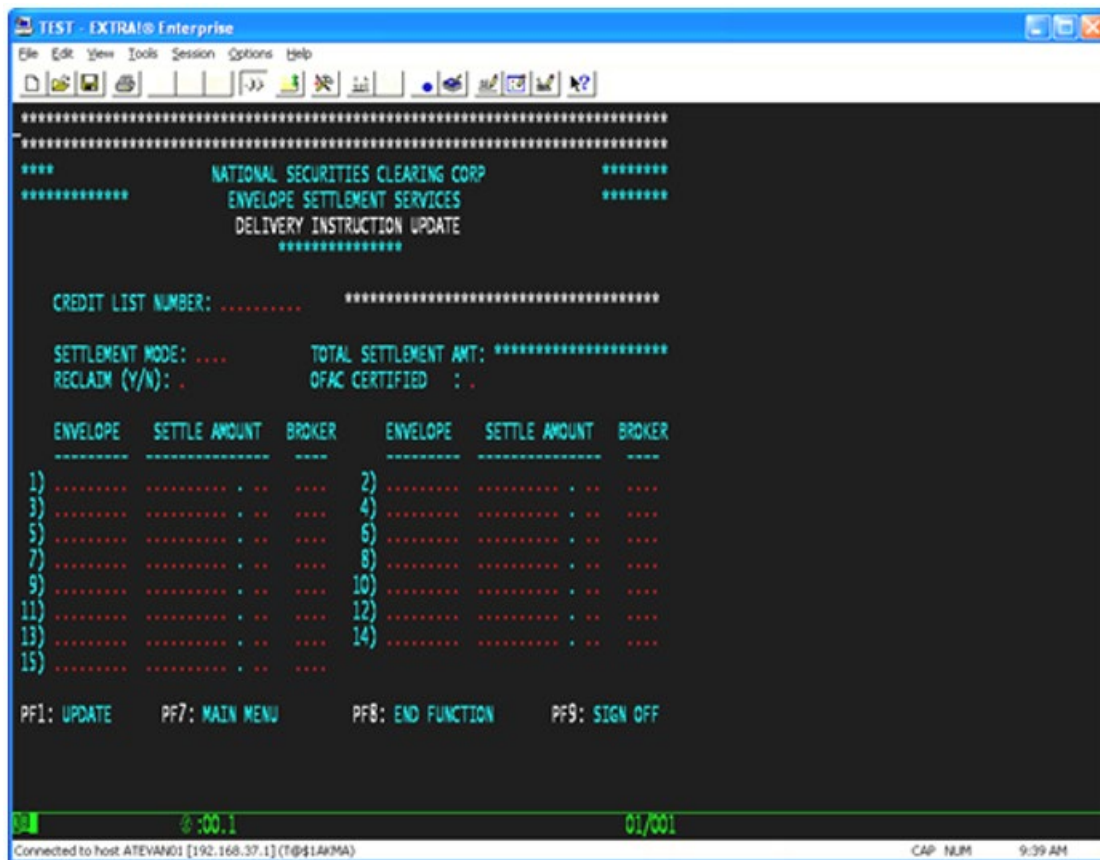 TEST - EXTRA!® Enterprise
File Edit View Tools Session Options Help
*******************************************************************************
*******************************************************************************
**** NATIONAL SECURITIES CLEARING CORP ********
************* ENVELOPE SETTLEMENT SERVICES ********
DELIVERY INSTRUCTION UPDATE
***************
CREDIT LIST NUMBER: .......... **************************************
SETTLEMENT MODE: .... TOTAL SETTLEMENT AMT: *********************
RECLAIM (Y/N): . OFAC CERTIFIED : .
ENVELOPE SETTLE AMOUNT BROKER ENVELOPE SETTLE AMOUNT BROKER
--------- --------------- ---- --------- --------------- ----
1) ......... .......... . .. .... 2) ......... .......... . .. ....
3) ......... .......... . .. .... 4) ......... .......... . .. ....
5) ......... .......... . .. .... 6) ......... .......... . .. ....
7) ......... .......... . .. .... 8) ......... .......... . .. ....
9) ......... .......... . .. .... 10) ......... .......... . .. ....
11) ......... .......... . .. .... 12) ......... .......... . .. ....
13) ......... .......... . .. .... 14) ......... .......... . .. ....
15) ......... .......... . .. ....
PF1: UPDATE PF7: MAIN MENU PF8: END FUNCTION PF9: SIGN OFF
:00.1 01/001
Connected to host ATEVAN01 [192.168.37.1] (T@$1AKMA) CAP NUM 9:39 AM